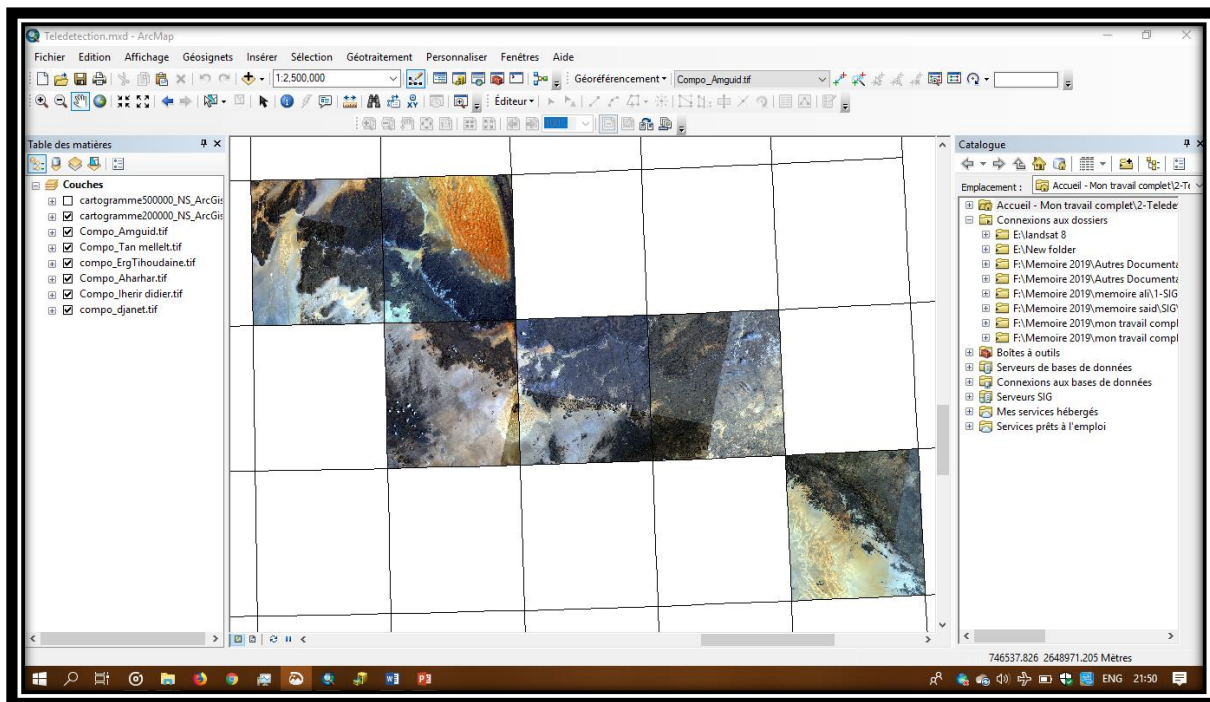 Teledetection.mxd - ArcMap
Fichier Edition Affichage Géosignets Insérer Sélection Géotraitement Personnaliser Fenêtres Aide
1:2,500,000 Géoréférencement Compo_Amguid.tif
Éditeur
Table des matières
Couches
cartogramme500000_NS_ArcGis
cartogramme200000_NS_ArcGis
Compo_Amguid.tif
Compo_Tan mellelt.tif
compo_ErgTihoudaine.tif
Compo_Aharhar.tif
Compo_Iherir didier.tif
compo_djanet.tif
Catalogue
Emplacement : Accueil - Mon travail complet\2-Te
Accueil - Mon travail complet\2-Telede
Connexions aux dossiers
E:\landsat 8
E:\New folder
F:\Memoire 2019\Autres Documenta
F:\Memoire 2019\Autres Documenta
F:\Memoire 2019\memoire ali\1-SIG
F:\Memoire 2019\memoire said\SIG\
F:\Memoire 2019\mon travail compl
F:\Memoire 2019\mon travail compl
Boîtes à outils
Serveurs de bases de données
Connexions aux bases de données
Serveurs SIG
Mes services hébergés
Services prêts à l'emploi
746537.826 2648971.205 Mètres
ENG 21:50